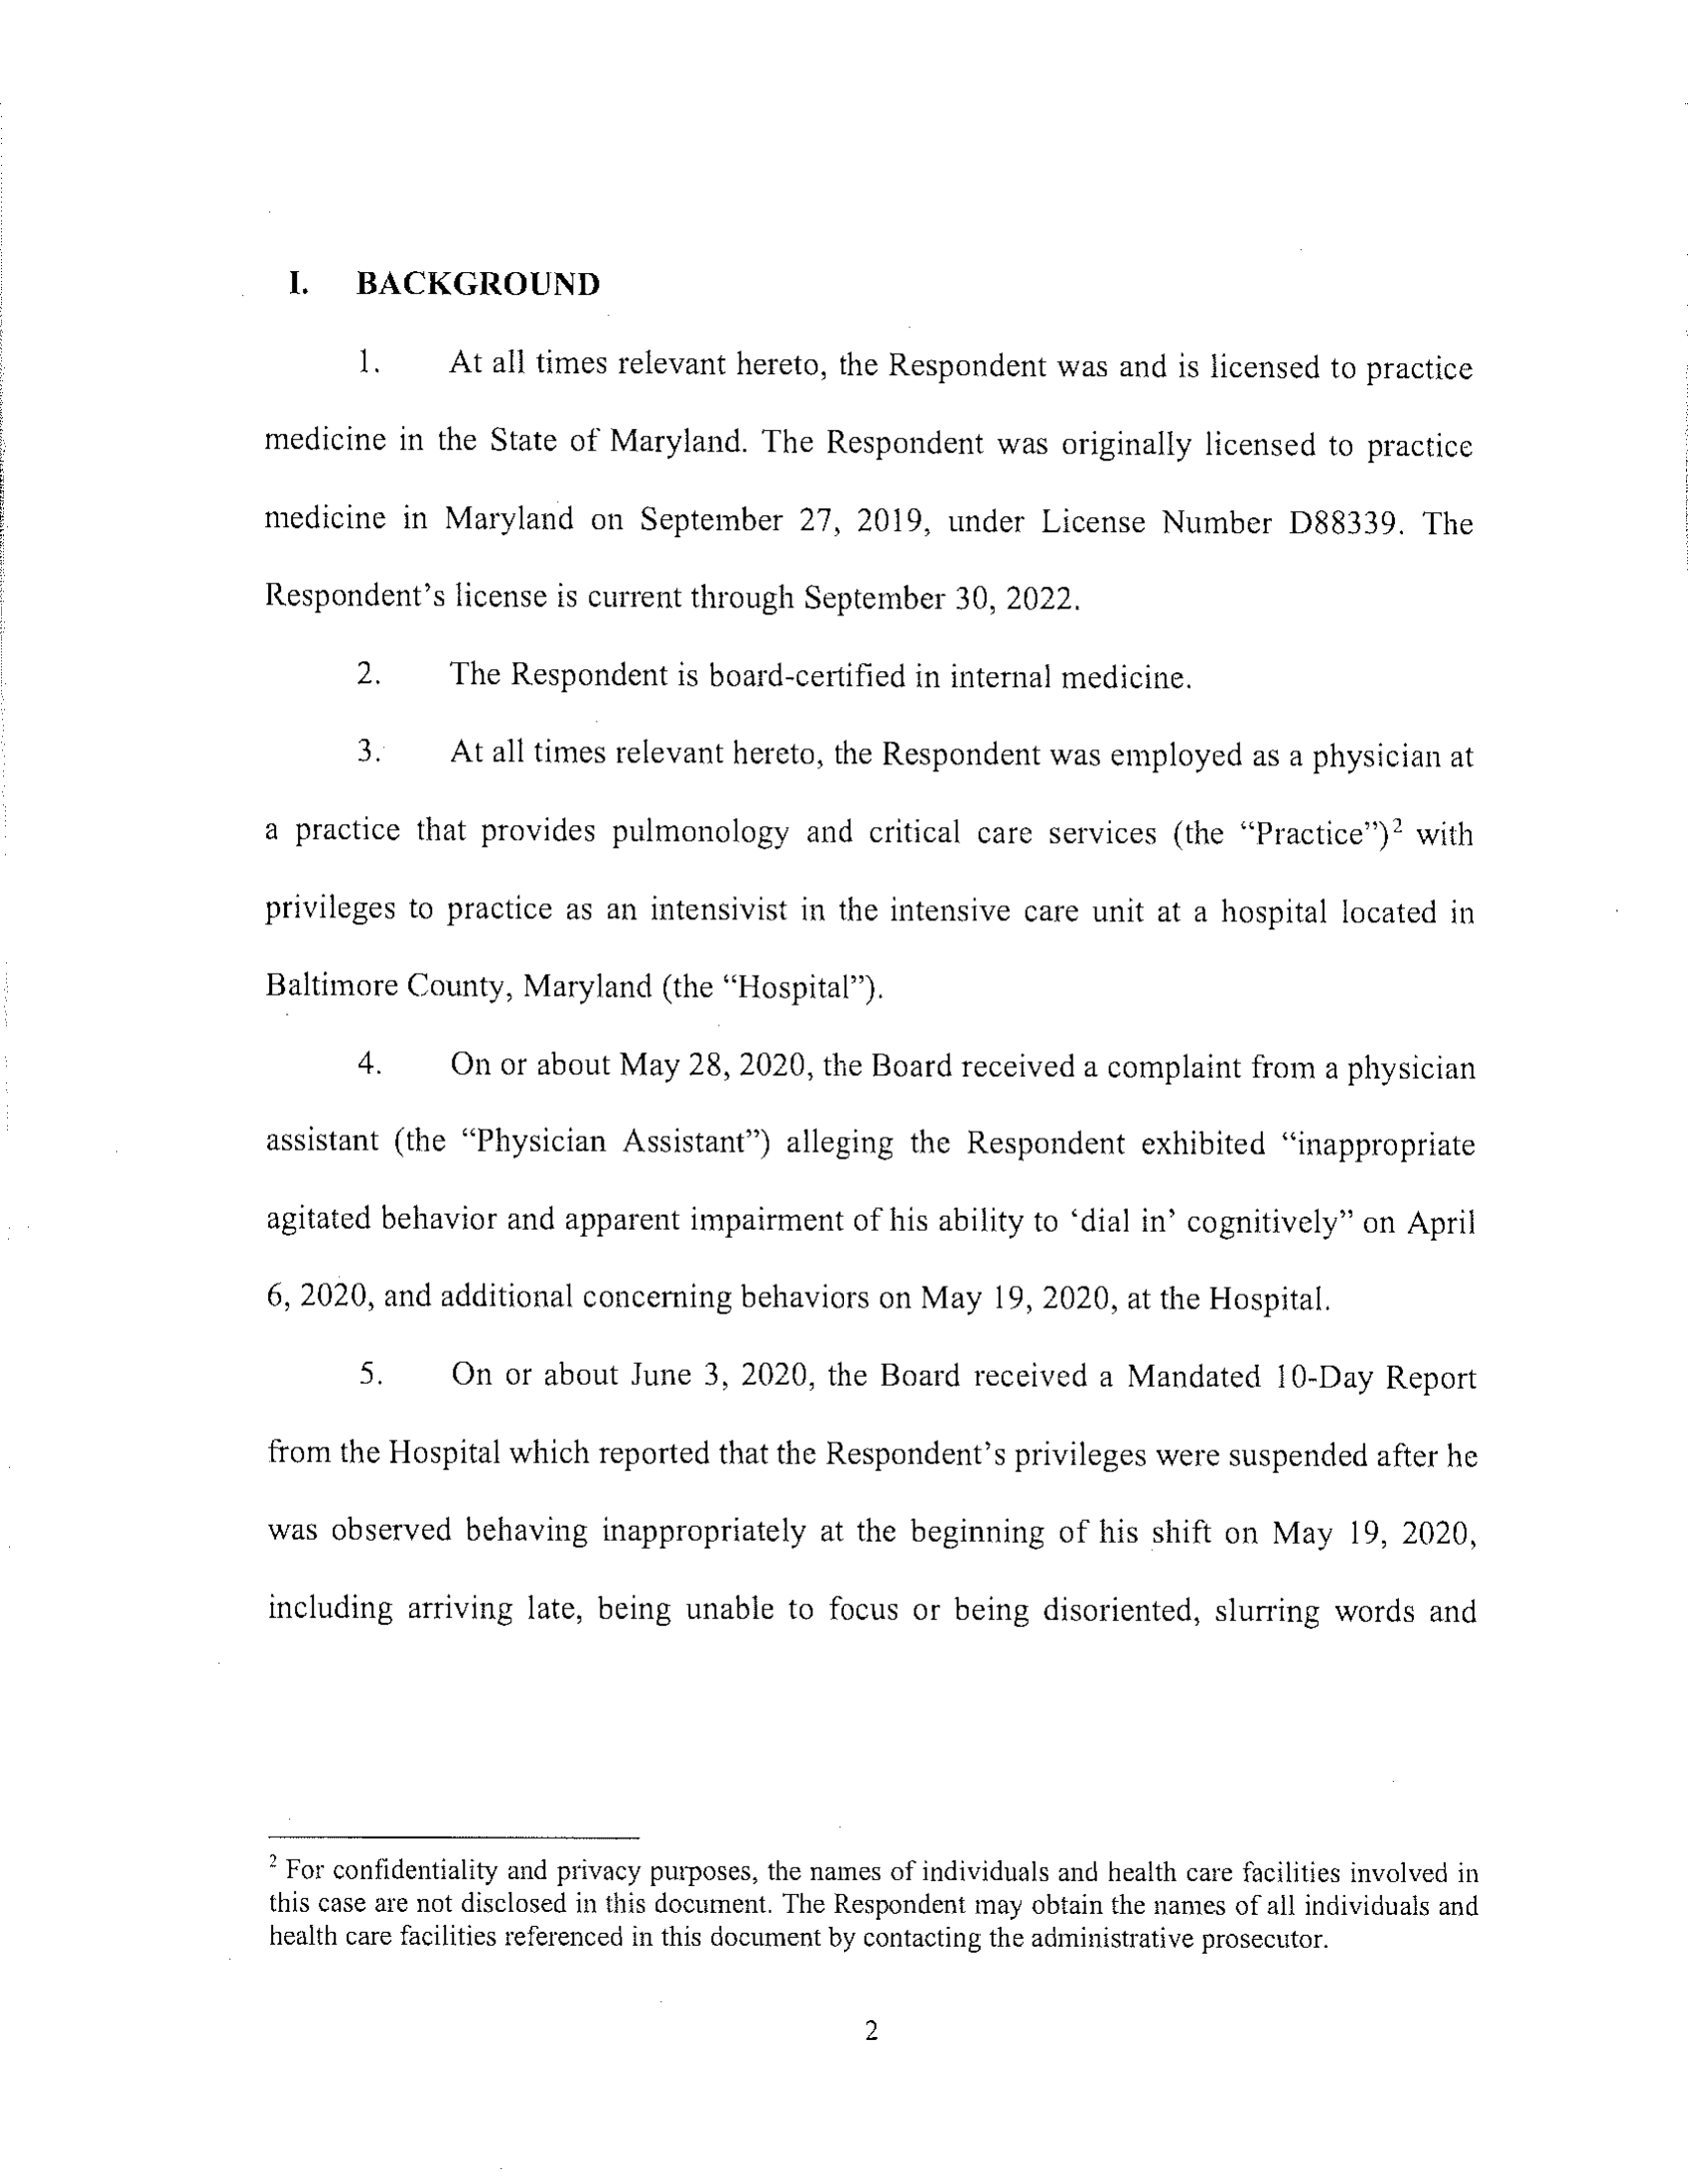 I. BACKGROUND
1. At all times relevant hereto, the Respondent was and is licensed to practice
medicine in the State of Maryland. The Respondent was originally licensed to practice
medicine in Maryland on September 27, 2019, under License Number D88339. The
Respondent's license is current through September 30, 2022.
2. The Respondent is board-certified in internal medicine.
3. At all times relevant hereto, the Respondent was employed as a physician at
a practice that provides pulmonology and critical care services (the “Practice”)² with
privileges to practice as an intensivist in the intensive care unit at a hospital located in
Baltimore County, Maryland (the “Hospital”).
4. On or about May 28, 2020, the Board received a complaint from a physician
assistant (the “Physician Assistant”) alleging the Respondent exhibited “inappropriate
agitated behavior and apparent impairment of his ability to ‘dial in’ cognitively” on April
6, 2020, and additional concerning behaviors on May 19, 2020, at the Hospital.
5. On or about June 3, 2020, the Board received a Mandated 10-Day Report
from the Hospital which reported that the Respondent's privileges were suspended after he
was observed behaving inappropriately at the beginning of his shift on May 19, 2020,
including arriving late, being unable to focus or being disoriented, slurring words and
² For confidentiality and privacy purposes, the names of individuals and health care facilities involved in
this case are not disclosed in this document. The Respondent may obtain the names of all individuals and
health care facilities referenced in this document by contacting the administrative prosecutor.
2